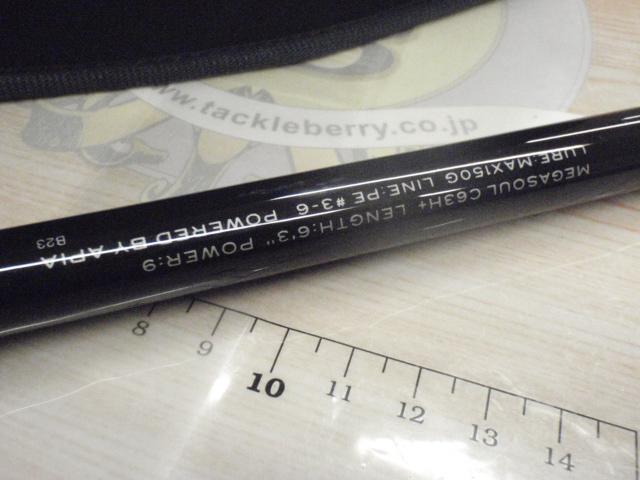 www.tackleberry.co.jp
MEGASOUL C63H+ LENGTH:6'3" POWER:9
LURE:MAX150G LINE:PE #3-6 POWERED BY APIA
B23
8 9 10 11 12 13 14